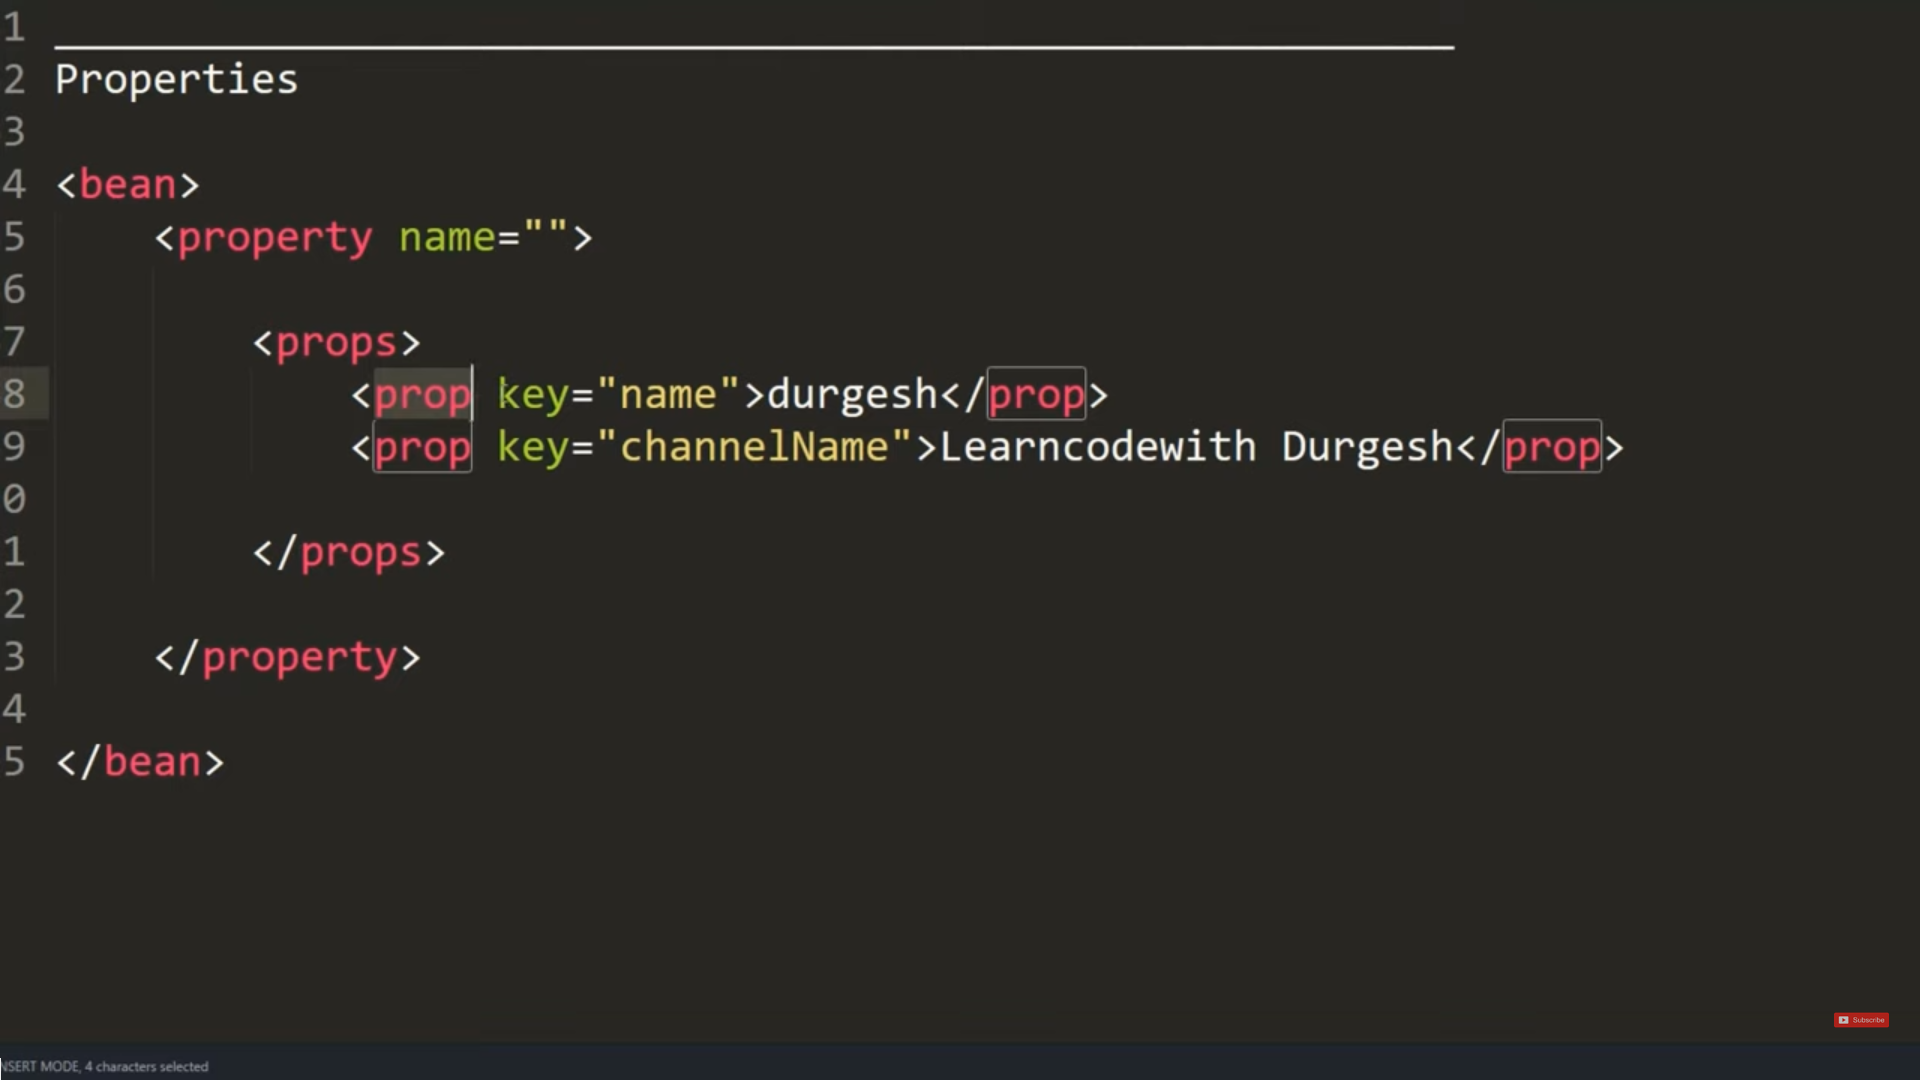 1
2 Properties
3
4 <bean>
5 <property name="">
6
7 <props>
8 <prop key="name">durgesh</prop>
9 <prop key="channelName">Learncodewith Durgesh</prop>
0
1 </props>
2
3 </property>
4
5 </bean>
Subscribe
NSERT MODE, 4 characters selected